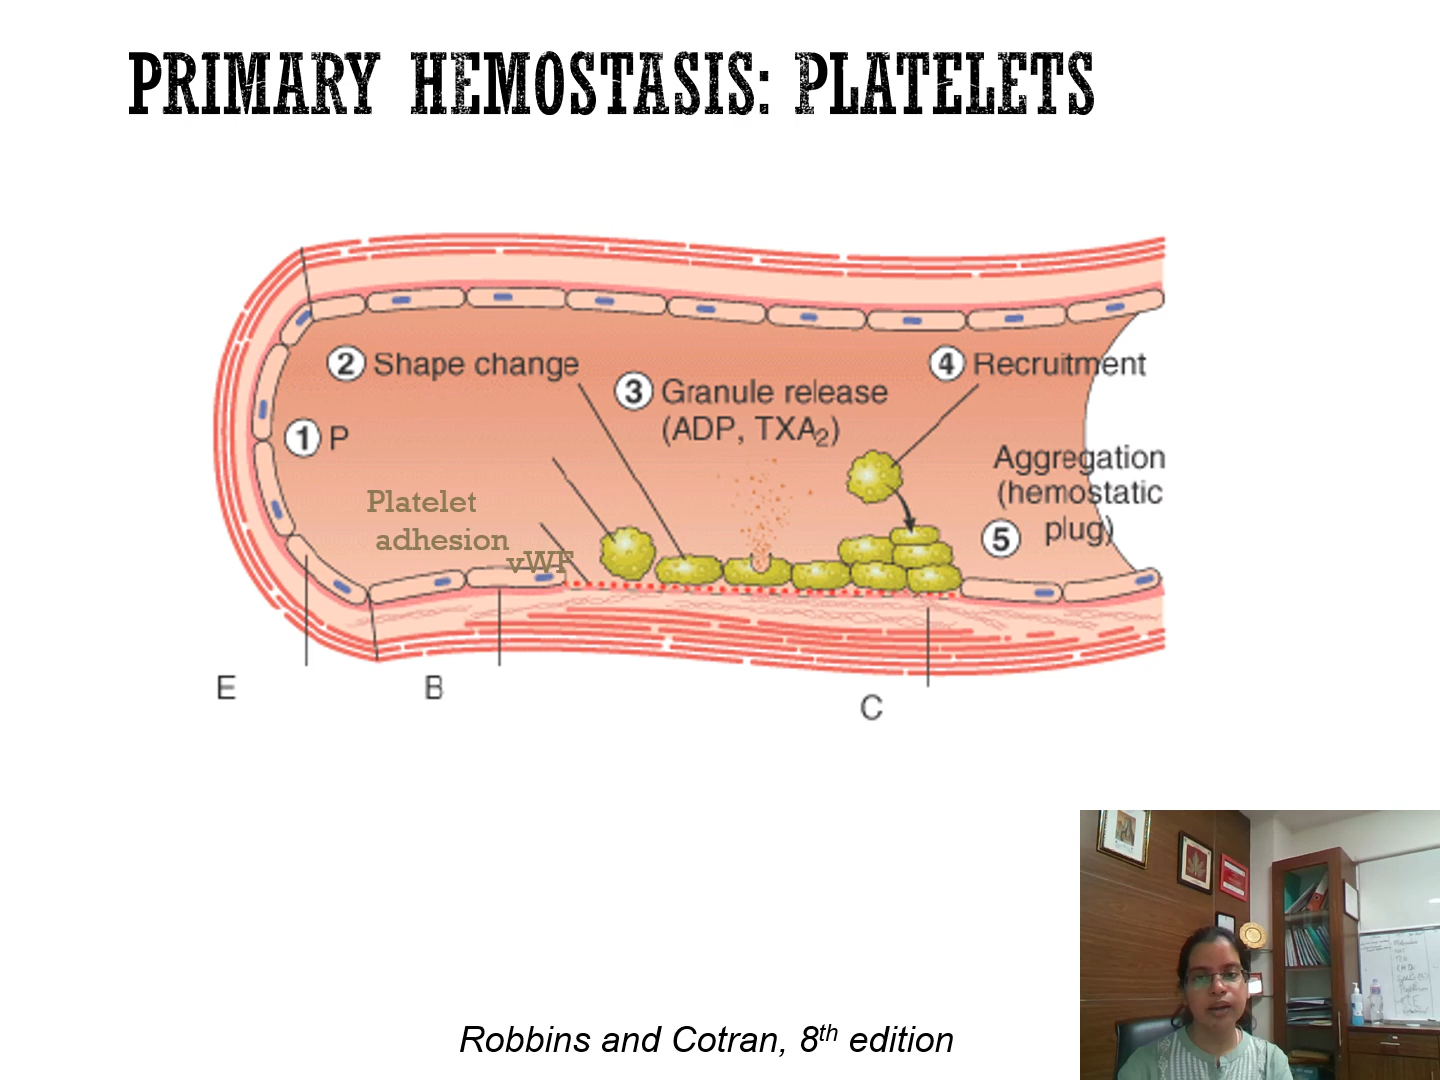 PRIMARY HEMOSTASIS: PLATELETS
2 Shape change
3 Granule release
(ADP, TXA2)
4 Recruitment
1 P
Platelet
adhesion
vWF
Aggregation
(hemostatic
plug)
5
E
B
C
Robbins and Cotran, 8th edition